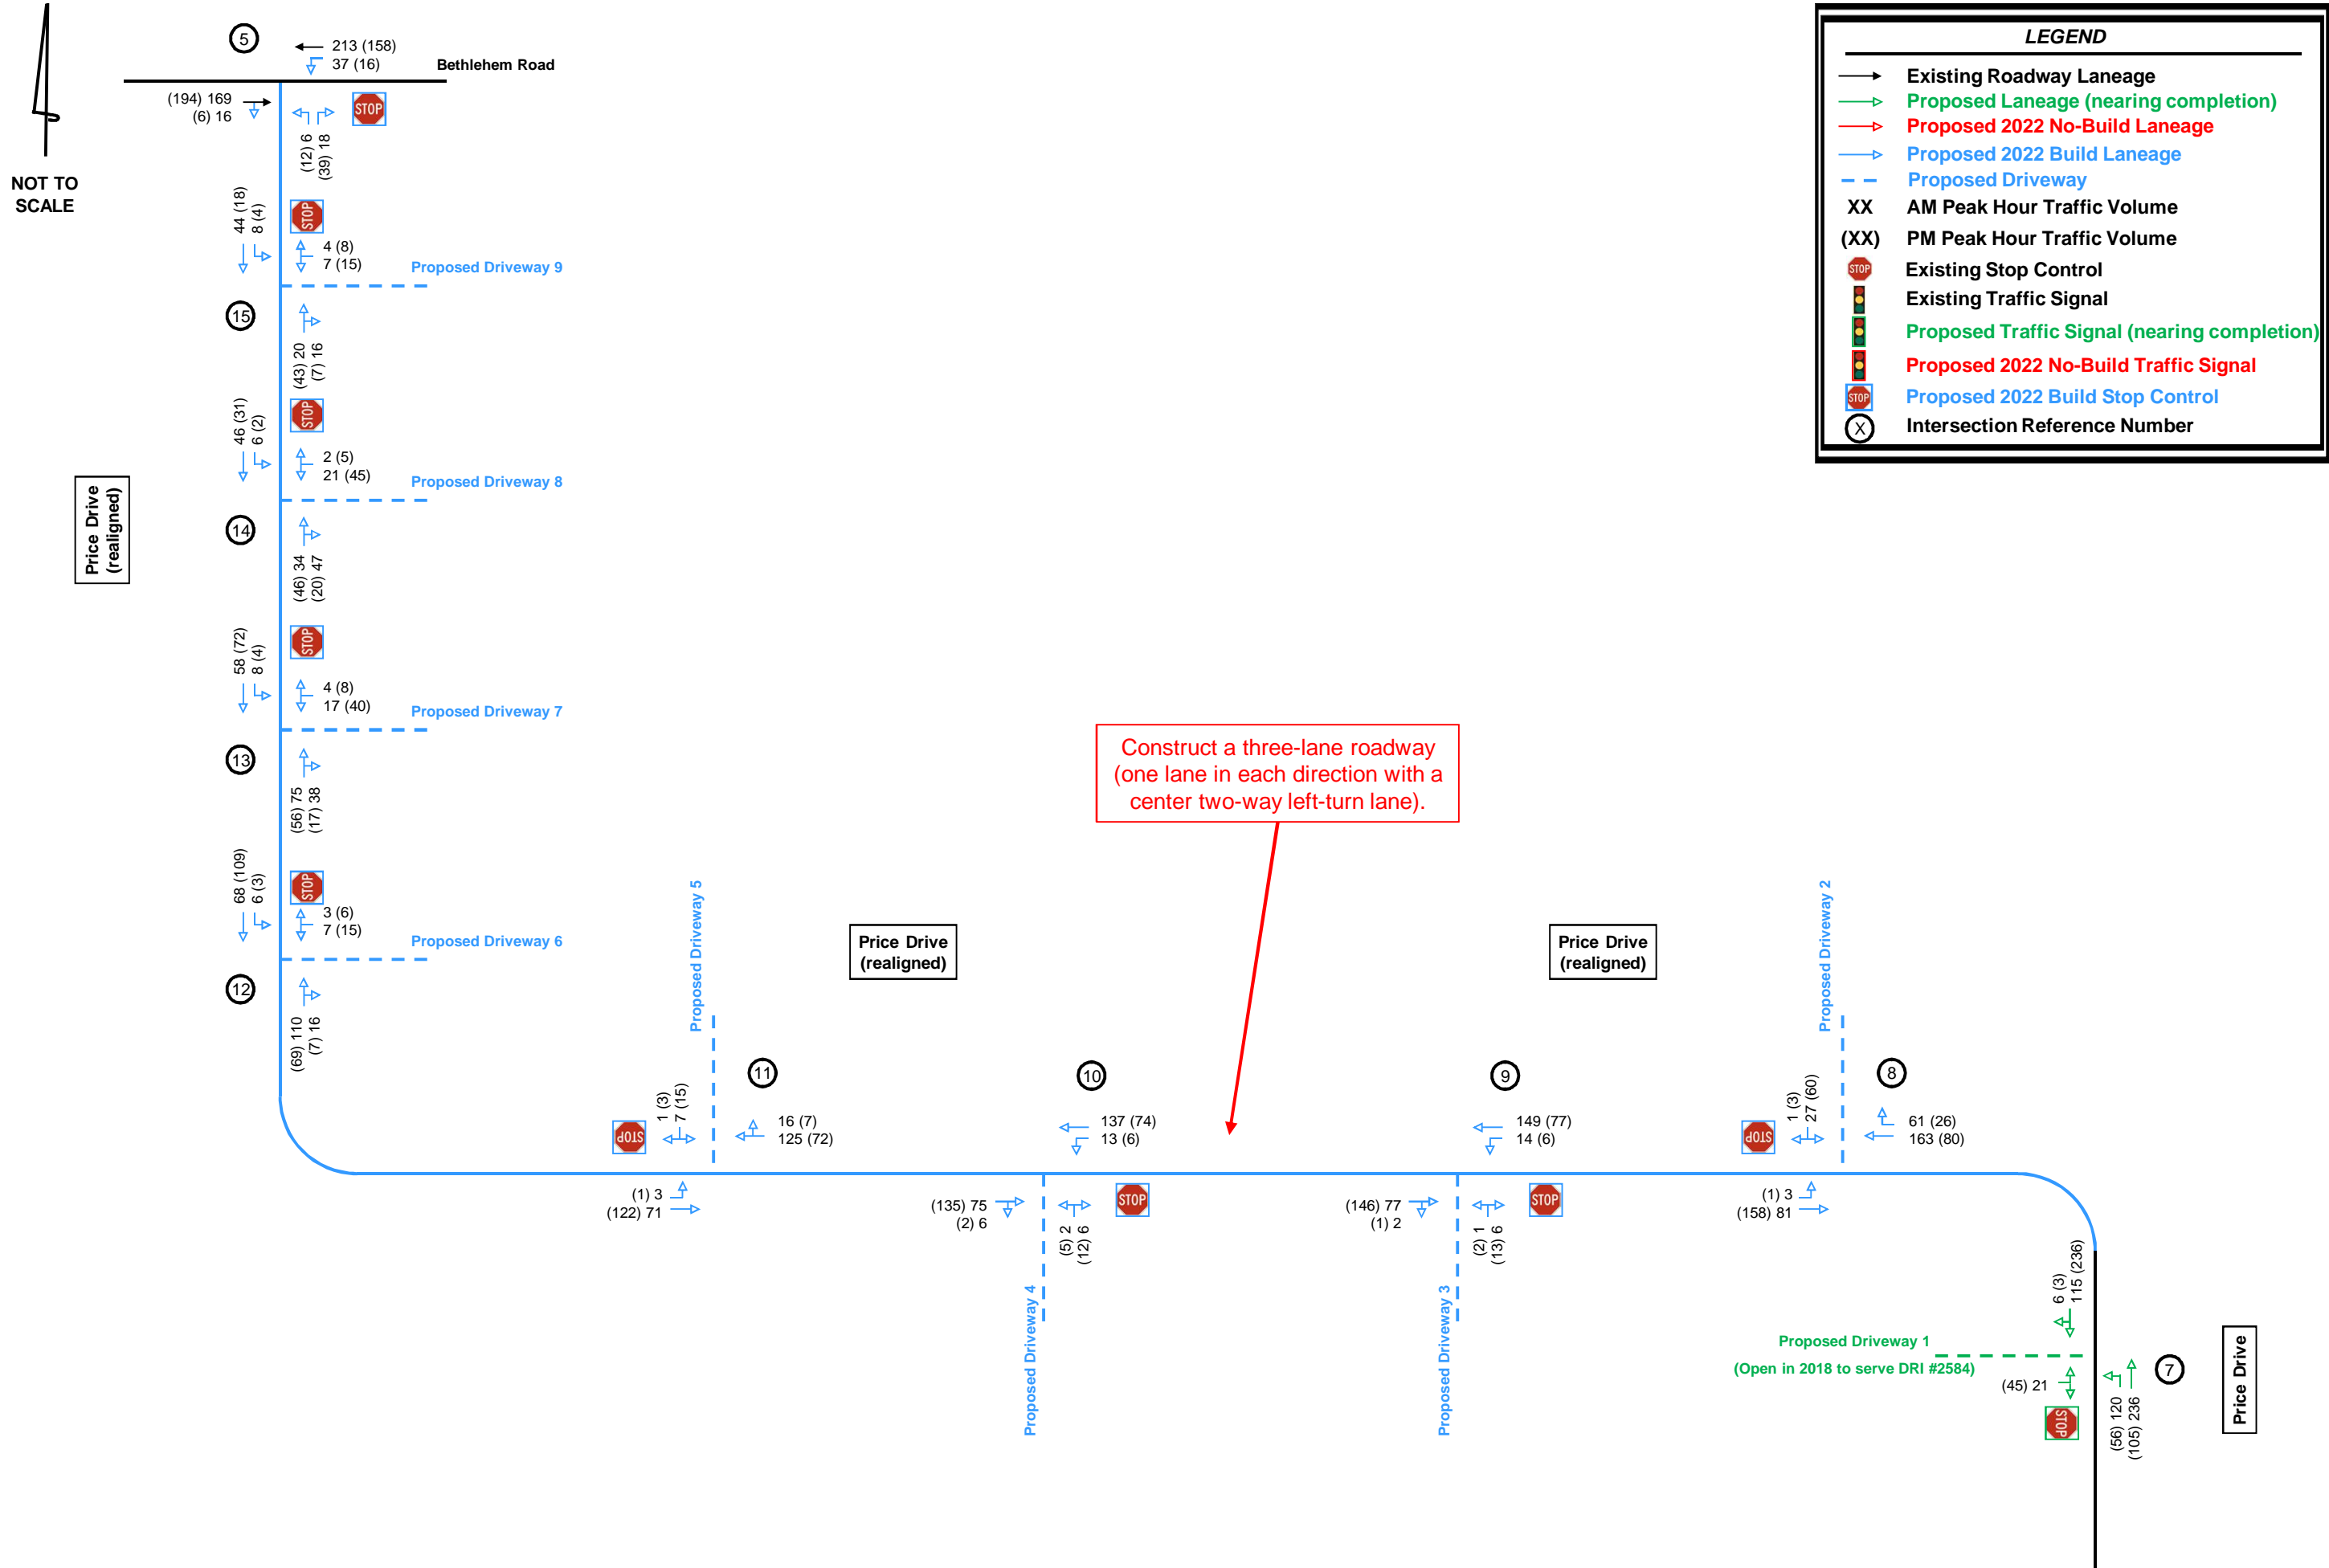 5
213 (158)
37 (16)
Bethlehem Road
(194) 169
(6) 16
STOP
(12) 6
(39) 18
NOT TO
SCALE
44 (18)
8 (4)
STOP
4 (8)
7 (15)
Proposed Driveway 9
15
(43) 20
(7) 16
46 (31)
6 (2)
STOP
2 (5)
21 (45)
Proposed Driveway 8
Price Drive
(realigned)
14
(46) 34
(20) 47
58 (72)
8 (4)
STOP
4 (8)
17 (40)
Proposed Driveway 7
13
(56) 75
(17) 38
68 (109)
6 (3)
STOP
3 (6)
7 (15)
Proposed Driveway 6
12
(69) 110
(7) 16
LEGEND
Existing Roadway Laneage
Proposed Laneage (nearing completion)
Proposed 2022 No-Build Laneage
Proposed 2022 Build Laneage
Proposed Driveway
XX AM Peak Hour Traffic Volume
(XX) PM Peak Hour Traffic Volume
STOP Existing Stop Control
Existing Traffic Signal
Proposed Traffic Signal (nearing completion)
Proposed 2022 No-Build Traffic Signal
STOP Proposed 2022 Build Stop Control
X Intersection Reference Number
Construct a three-lane roadway
(one lane in each direction with a
center two-way left-turn lane).
Proposed Driveway 5
Price Drive
(realigned)
Price Drive
(realigned)
Proposed Driveway 2
STOP
1 (3)
7 (15)
11
16 (7)
125 (72)
(1) 3
(122) 71
10
137 (74)
13 (6)
(135) 75
(2) 6
(5) 2
(12) 6
STOP
Proposed Driveway 4
9
149 (77)
14 (6)
(146) 77
(1) 2
(2) 1
(13) 6
STOP
Proposed Driveway 3
STOP
1 (3)
27 (60)
8
61 (26)
163 (80)
(1) 3
(158) 81
6 (3)
115 (236)
Proposed Driveway 1
(Open in 2018 to serve DRI #2584)
(45) 21
STOP
(56) 120
(105) 236
7
Price Drive